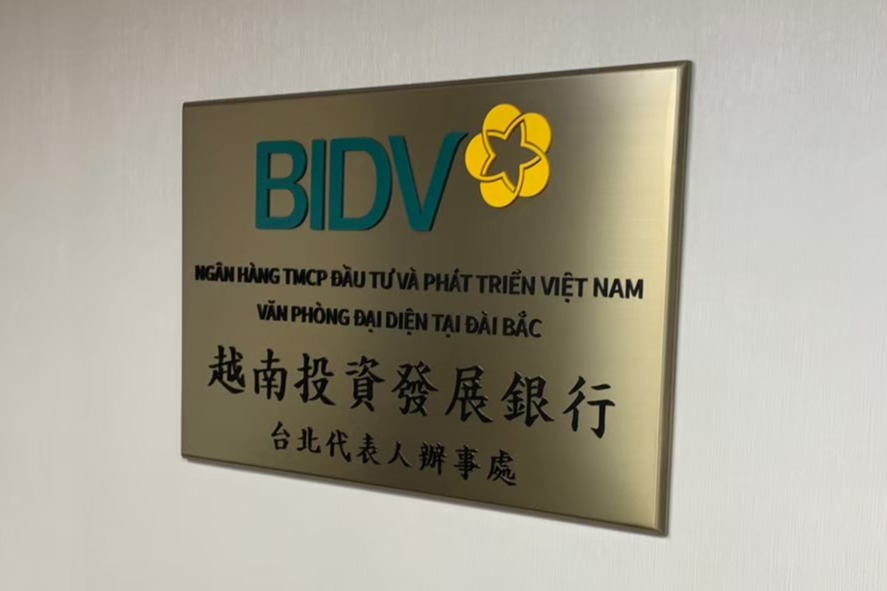 BIDV
NGÂN HÀNG TMCP ĐẦU TƯ VÀ PHÁT TRIỂN VIỆT NAM
VĂN PHÒNG ĐẠI DIỆN TẠI ĐÀI BẮC
越南投資發展銀行
台北代表人辦事處